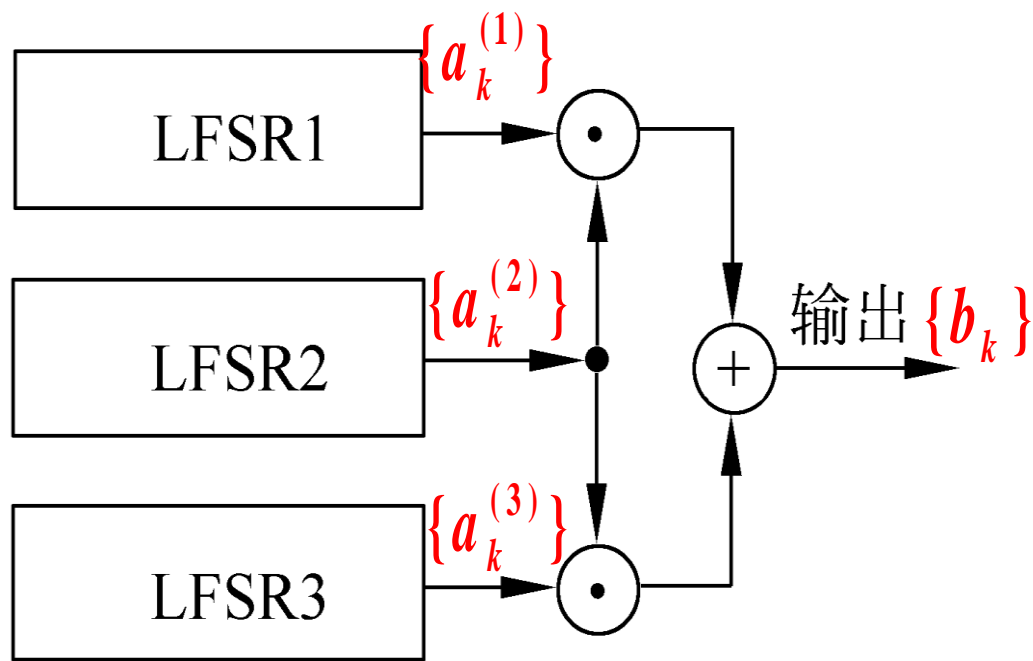 {a_k^(1)}
LFSR1
{a_k^(2)}
LFSR2
输出 {b_k}
{a_k^(3)}
LFSR3